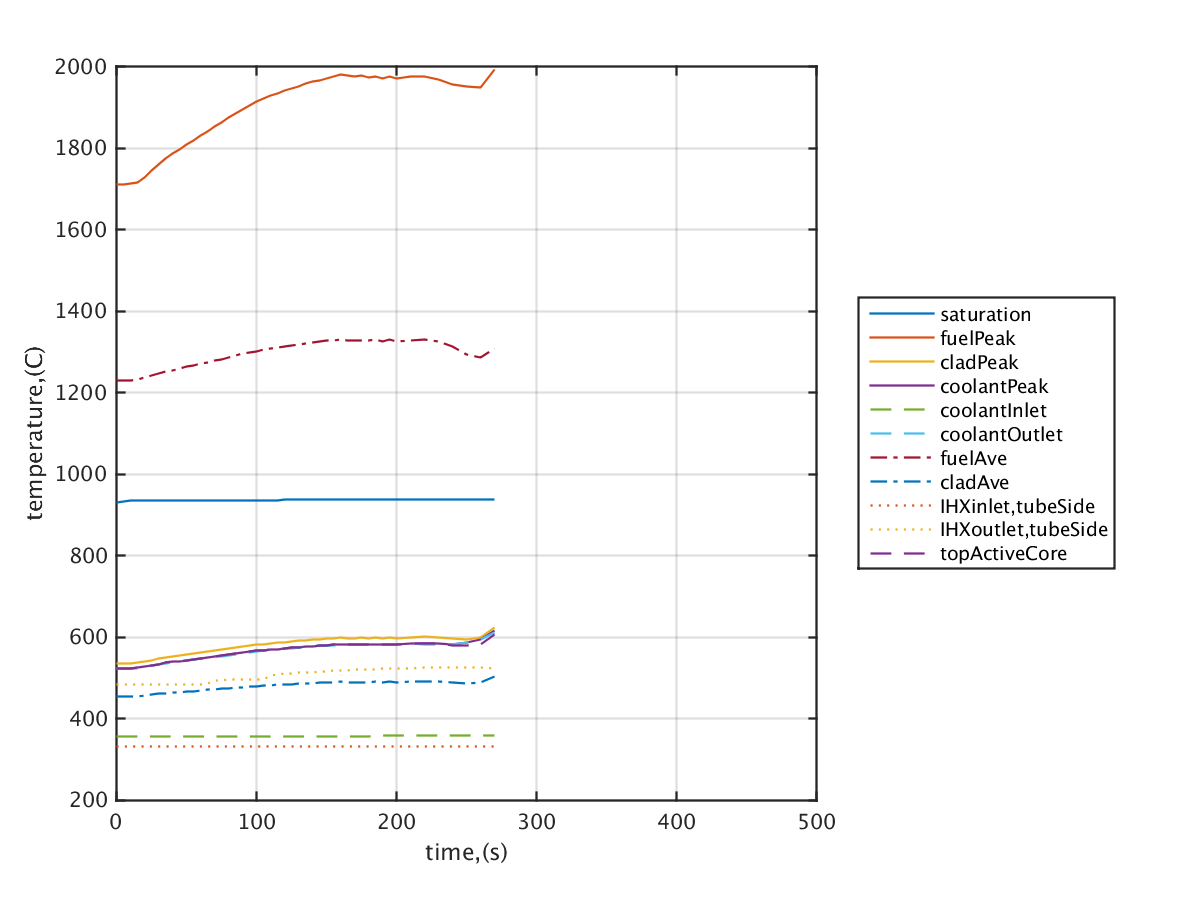 2000
1800
1600
1400
1200
1000
800
600
400
200
temperature,(C)
0 100 200 300 400 500
time,(s)
saturation
fuelPeak
cladPeak
coolantPeak
coolantInlet
coolantOutlet
fuelAve
cladAve
IHXinlet,tubeSide
IHXoutlet,tubeSide
topActiveCore